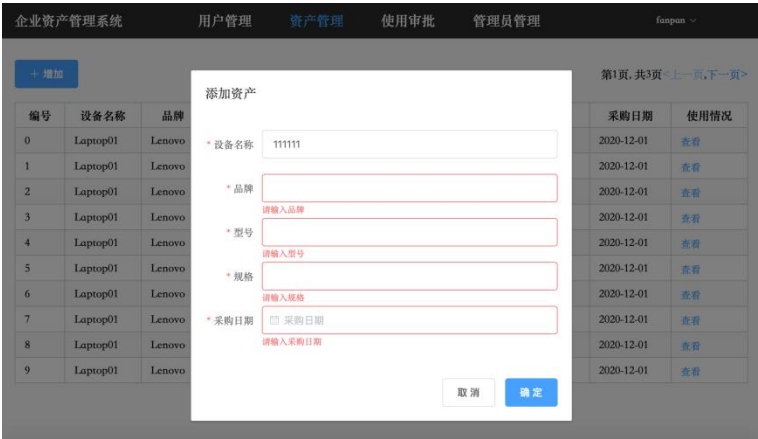 企业资产管理系统 用户管理 资产管理 使用审批 管理员管理 funpan
+ 增加
第1页, 共3页<上一页,下一页>
编号 设备名称 品牌 采购日期 使用情况
0 Laptop01 Lenovo 2020-12-01 查看
1 Laptop01 Lenovo 2020-12-01 查看
2 Laptop01 Lenovo 2020-12-01 查看
3 Laptop01 Lenovo 2020-12-01 查看
4 Laptop01 Lenovo 2020-12-01 查看
5 Laptop01 Lenovo 2020-12-01 查看
6 Laptop01 Lenovo 2020-12-01 查看
7 Laptop01 Lenovo 2020-12-01 查看
8 Laptop01 Lenovo 2020-12-01 查看
9 Laptop01 Lenovo 2020-12-01 查看
添加资产
* 设备名称 111111
* 品牌
请输入品牌
* 型号
请输入型号
* 规格
请输入规格
* 采购日期 采购日期
请输入采购日期
取消 确定